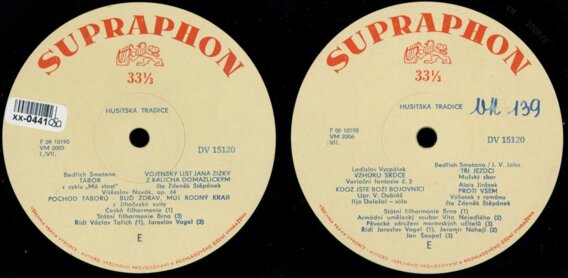 SUPRAPHON
33⅓
HUSITSKÁ TRADICE
XX-0441
F 09 10190
VM 2005
I./VII.
DV 15120
Bedřich Smetana
TÁBOR
z cyklu „Má vlast"
VOJENSKÝ LIST JANA ŽIŽKY
Z KALICHA DOMAŽLICKÝM
čte Zdeněk Štěpánek
Vítězslav Novák, op. 64
POCHOD TÁBORŮ - BUĎ ZDRÁV, MŮJ RODNÝ KRAJI
z Jihočeské suity
Česká filharmonie (1)
Státní filharmonie Brno (3)
Řídí Václav Talich (1), Jaroslav Vogel (3)
E
SUPRAPHON
33⅓
HUSITSKÁ TRADICE
139
F 09 10190
VM 2006
/VII.
DV 15120
Ladislav Vycpálek
VZHŮRU SRDCE
Variační fantasie č. 2
KDOŽ JSTE BOŽÍ BOJOVNÍCI
Upr. V. Dobiáš
Ilja Doležal — sólo
Bedřich Smetana / I. V. John
TŘI JEZDCI
Mužský sbor
Alois Jirásek
PROTI VŠEM
Výňatek z románu
čte Zdeněk Štěpánek
Státní filharmonie Brno (1)
Armádní umělecký soubor Víta Nejedlého (2)
Pěvecké sdružení moravských učitelů (3)
Řídí Jaroslav Vogel (1), Jaromír Nohejl (2)
Jan Šoupal (3)
E